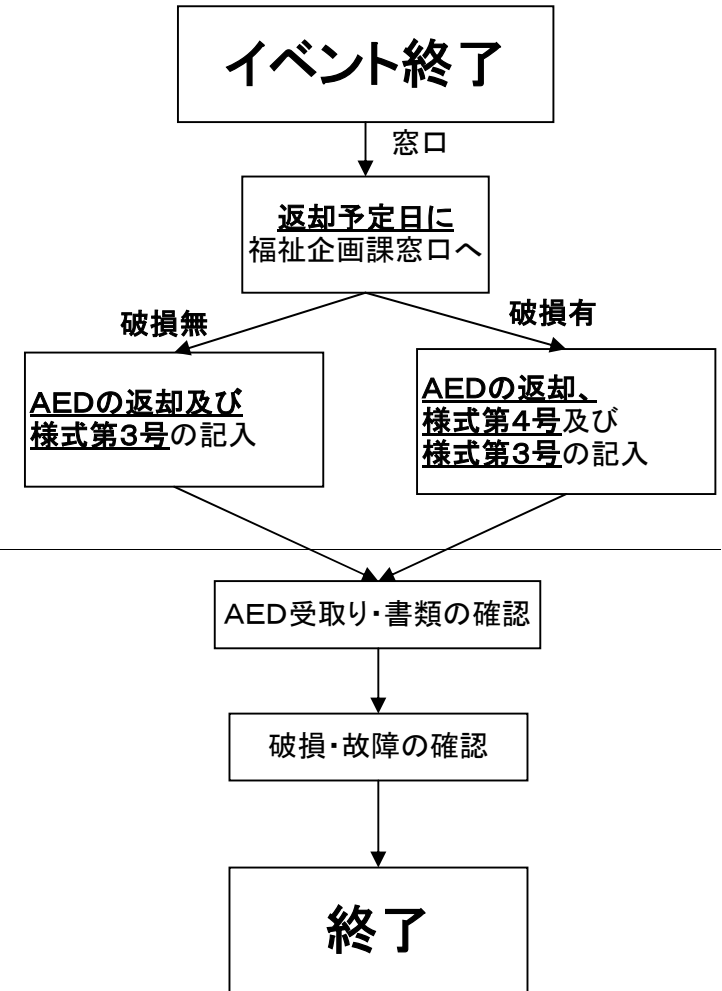 イベント終了
窓口
返却予定日に
福祉企画課窓口へ
破損無
破損有
AEDの返却及び
様式第3号の記入
AEDの返却、
様式第4号及び
様式第3号の記入
AED受取り・書類の確認
破損・故障の確認
終了